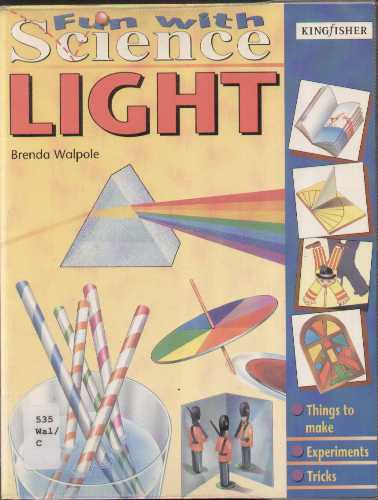 Fun with
Science
LIGHT
Brenda Walpole
KINGFISHER
535
Wal/
C
Things to
make
Experiments
Tricks